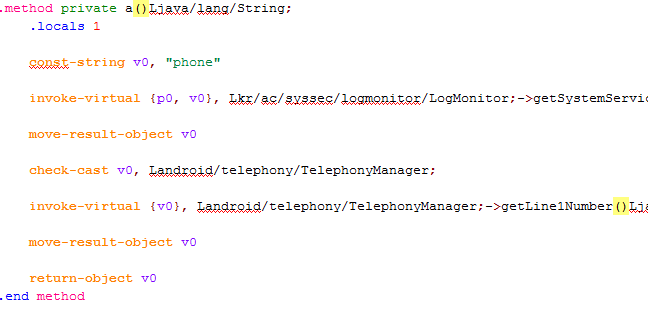 .method private a()Ljava/lang/String;
.locals 1
const-string v0, "phone"
invoke-virtual {p0, v0}, Lkr/ac/syssec/logmonitor/LogMonitor;->getSystemServic
move-result-object v0
check-cast v0, Landroid/telephony/TelephonyManager;
invoke-virtual {v0}, Landroid/telephony/TelephonyManager;->getLine1Number()Lja
move-result-object v0
return-object v0
.end method